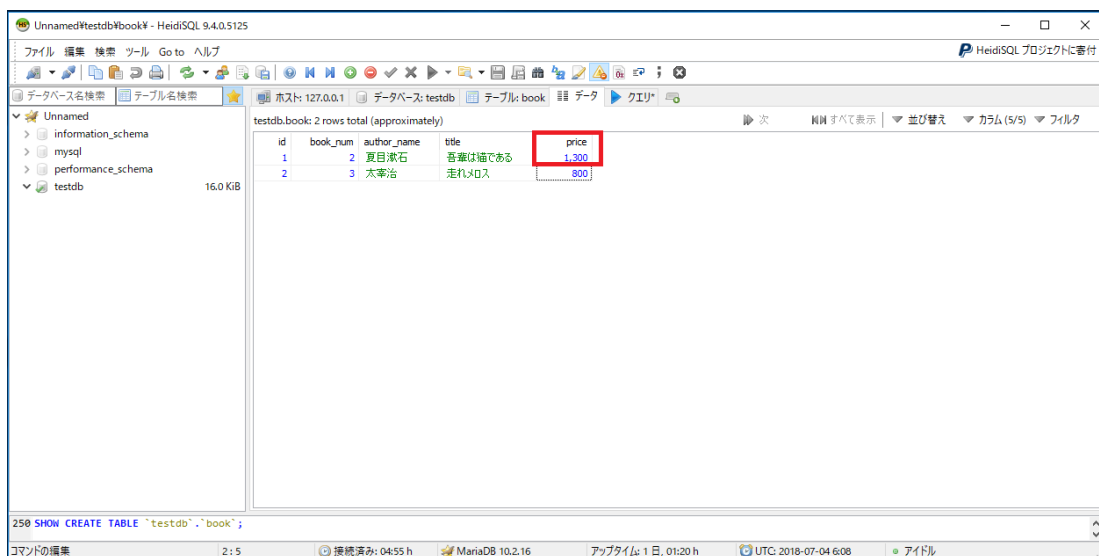 Unnamed¥testdb¥book¥ - HeidiSQL 9.4.0.5125
ファイル 編集 検索 ツール Go to ヘルプ
HeidiSQL プロジェクトに寄付
データベース名検索 テーブル名検索
ホスト: 127.0.0.1 データベース: testdb テーブル: book データ クエリ*
Unnamed
information_schema
mysql
performance_schema
testdb 16.0 KiB
testdb.book: 2 rows total (approximately) 次 すべて表示 並び替え カラム (5/5) フィルタ
id book_num author_name title price
1 2 夏目漱石 吾輩は猫である 1,300
2 3 太宰治 走れメロス 800
250 SHOW CREATE TABLE `testdb`.`book`;
コマンドの編集 2 : 5 接続済み: 04:55 h MariaDB 10.2.16 アップタイム: 1 日, 01:20 h UTC: 2018-07-04 6:08 アイドル